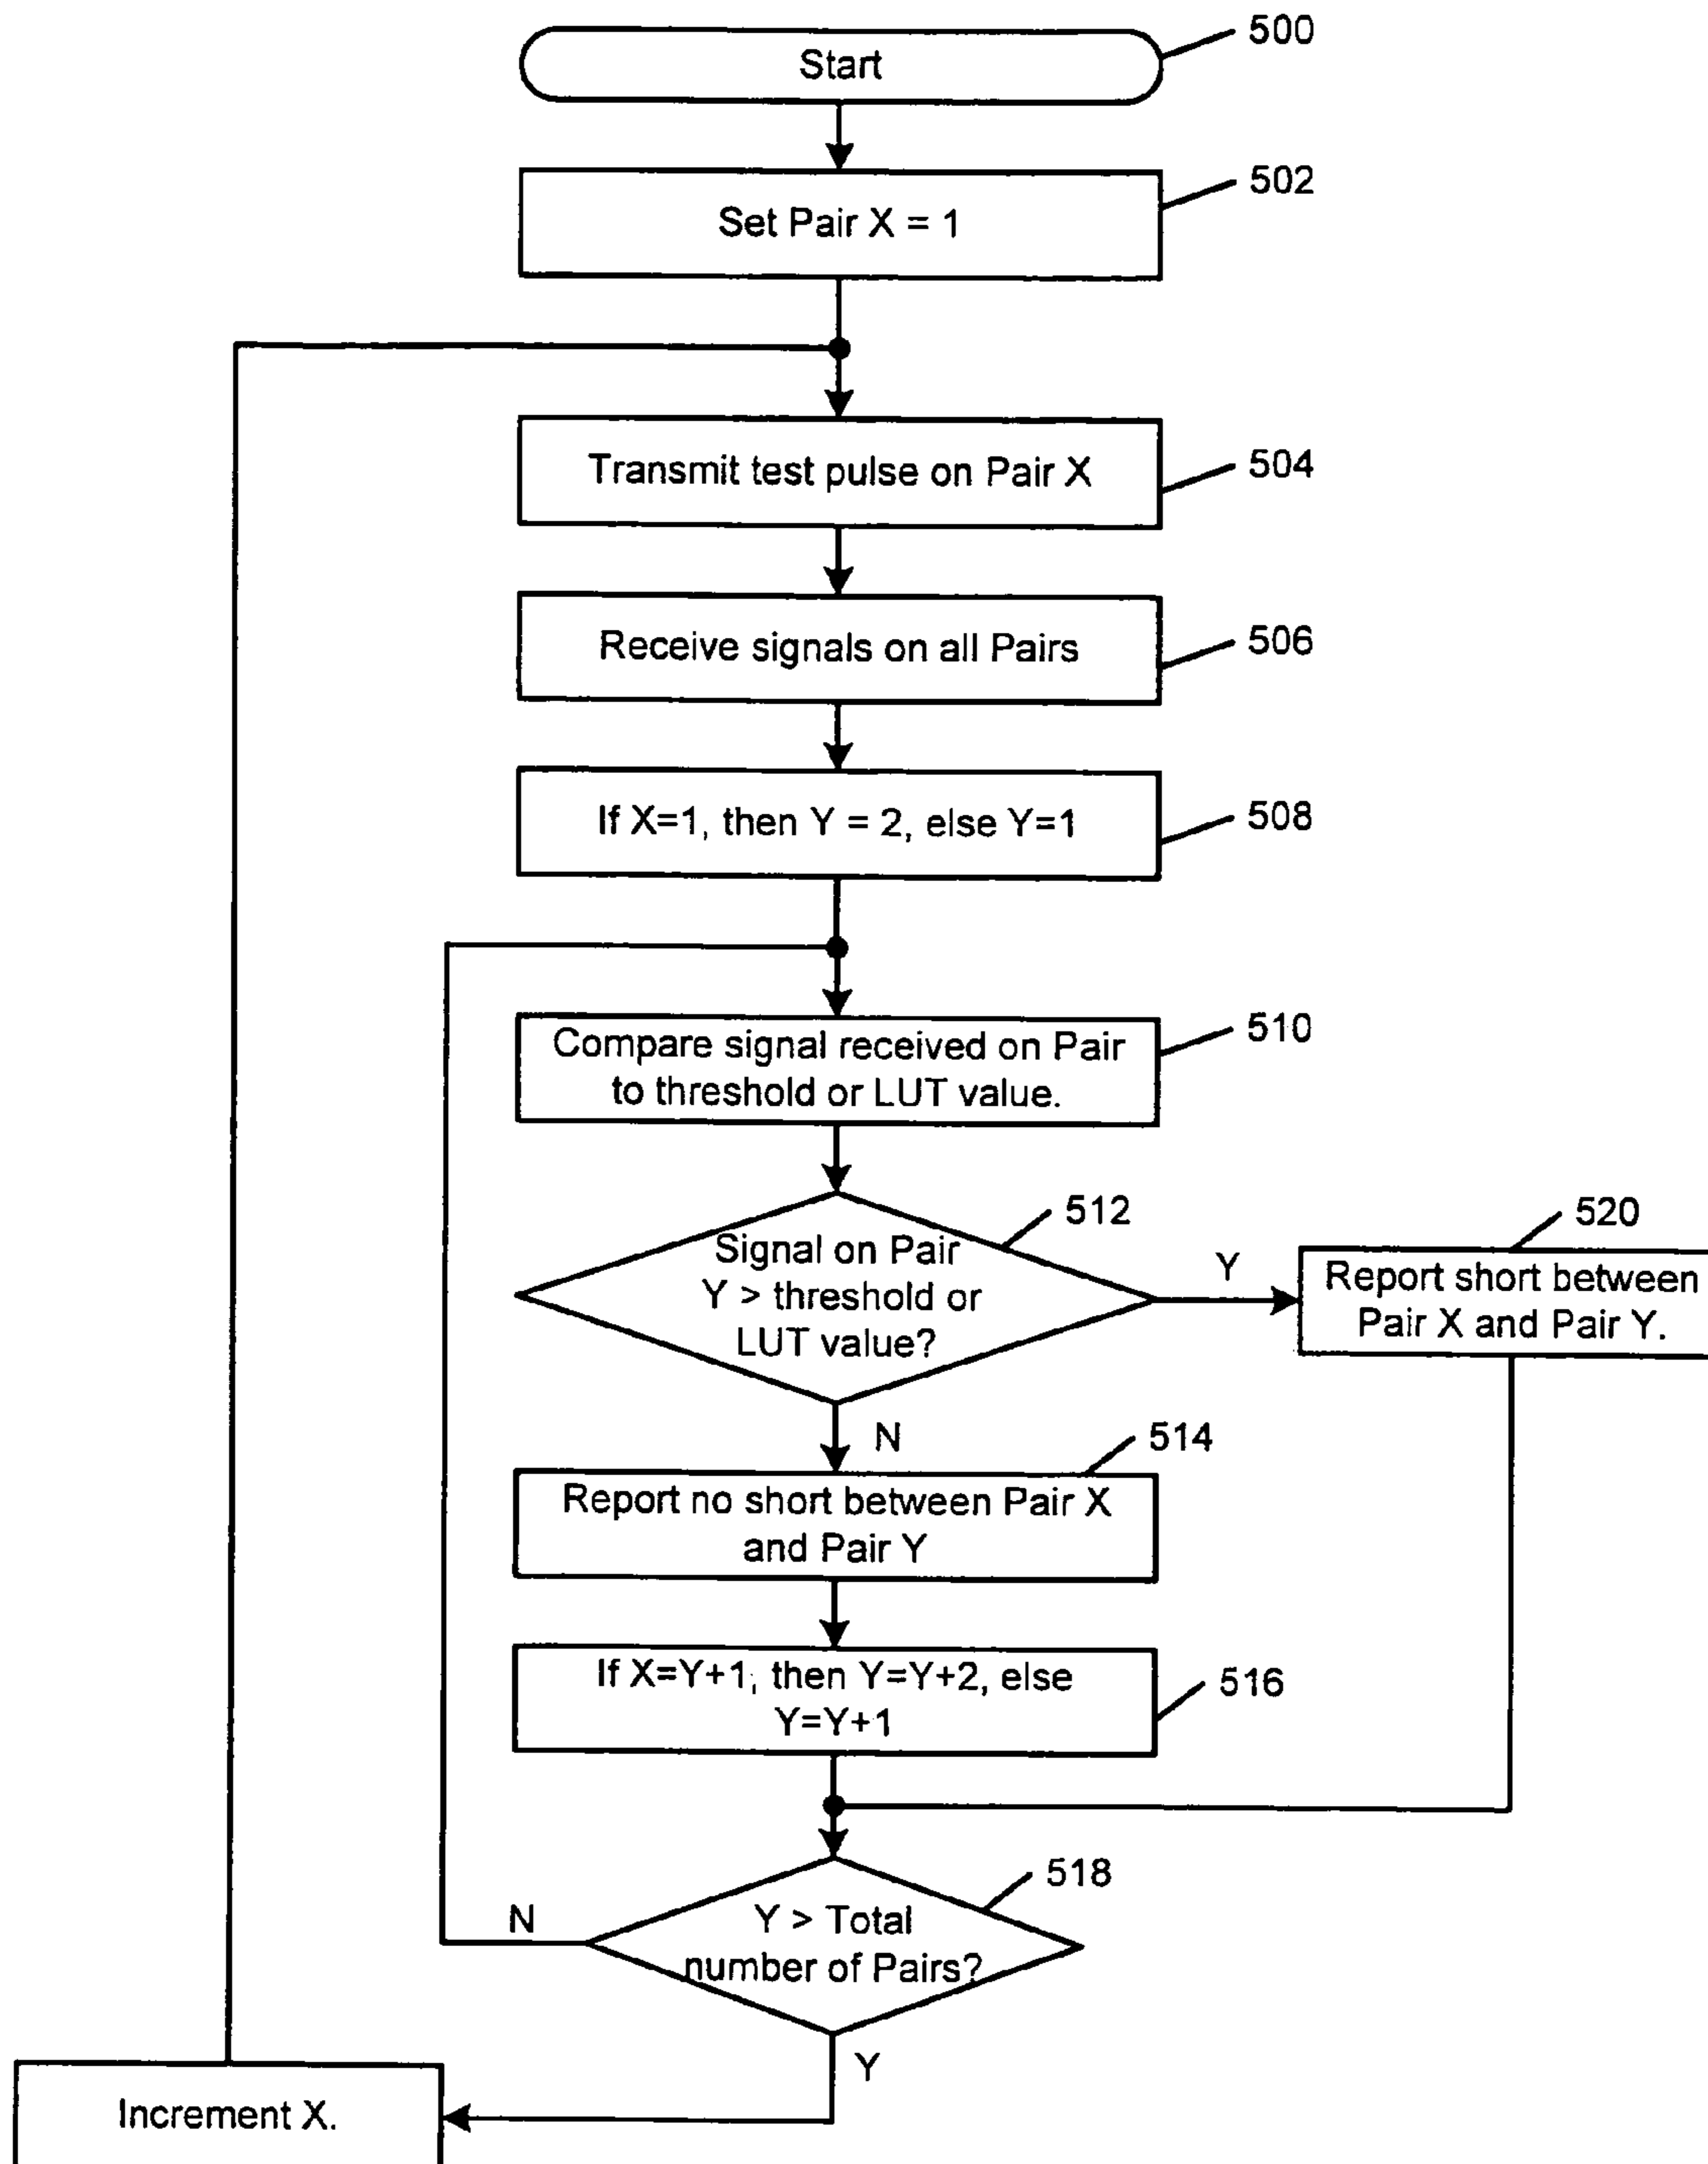 Start
500
Set Pair X = 1
502
Transmit test pulse on Pair X
504
Receive signals on all Pairs
506
If X=1, then Y = 2, else Y=1
508
Compare signal received on Pair
to threshold or LUT value.
510
Signal on Pair
Y > threshold or
LUT value?
512
Y
520
Report short between
Pair X and Pair Y.
N
514
Report no short between Pair X
and Pair Y
If X=Y+1, then Y=Y+2, else
Y=Y+1
516
518
Y > Total
number of Pairs?
N
Y
Increment X.